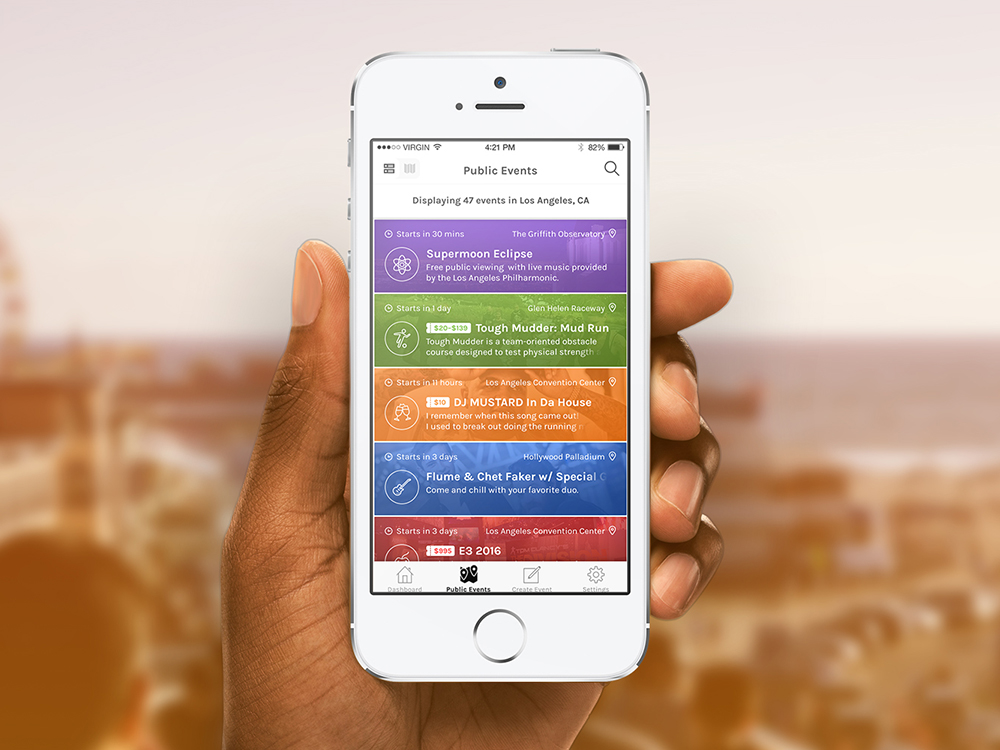 VIRGIN 4:21 PM 82%
Public Events
Displaying 47 events in Los Angeles, CA
Starts in 30 mins The Griffith Observatory
Supermoon Eclipse
Free public viewing with live music provided
by the Los Angeles Philharmonic.
Starts in 1 day Glen Helen Raceway
$20-$139 Tough Mudder: Mud Run
Tough Mudder is a team-oriented obstacle
course designed to test physical strength
Starts in 11 hours Los Angeles Convention Center
$10 DJ MUSTARD In Da House
I remember when this song came out!
I used to break out doing the running
Starts in 3 days Hollywood Palladium
Flume & Chet Faker w/ Special
Come and chill with your favorite duo.
Starts in 3 days Los Angeles Convention Center
$995 E3 2016
Dashboard Public Events Create Event Settings